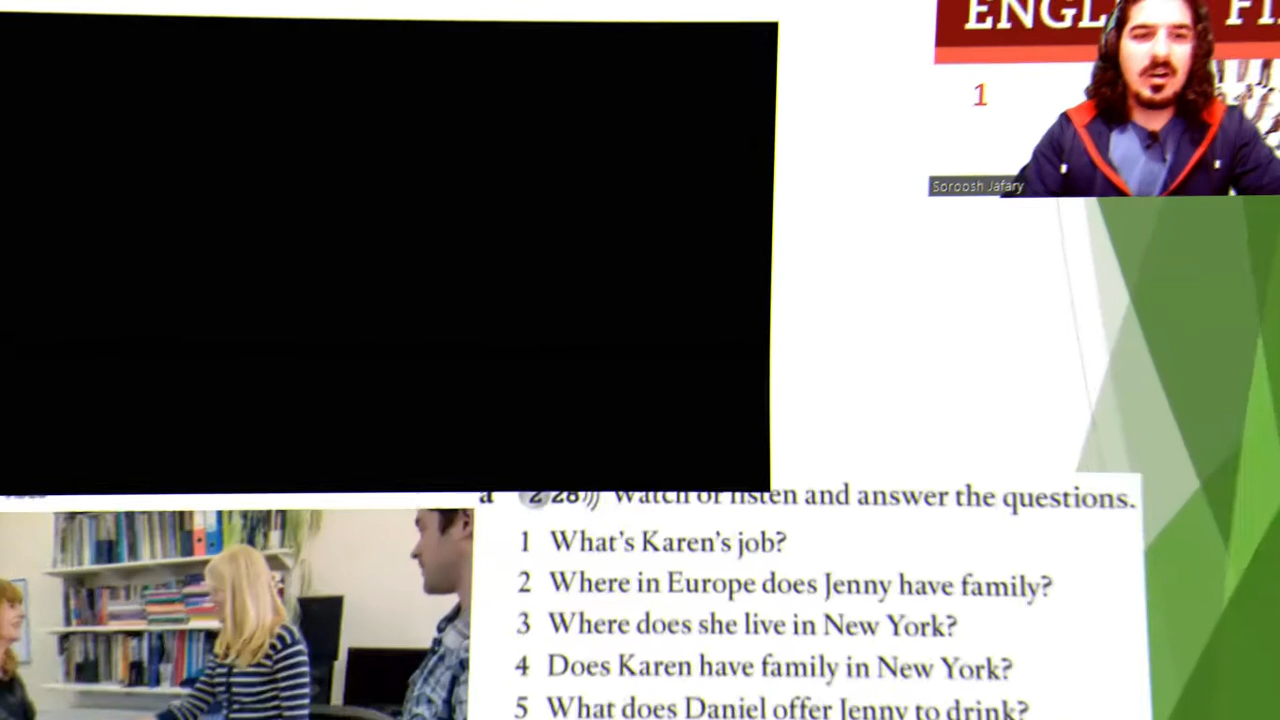 ENGL FI
1
Soroosh Jafary
a 2 28 Watch or listen and answer the questions.
1 What's Karen's job?
2 Where in Europe does Jenny have family?
3 Where does she live in New York?
4 Does Karen have family in New York?
5 What does Daniel offer Jenny to drink?